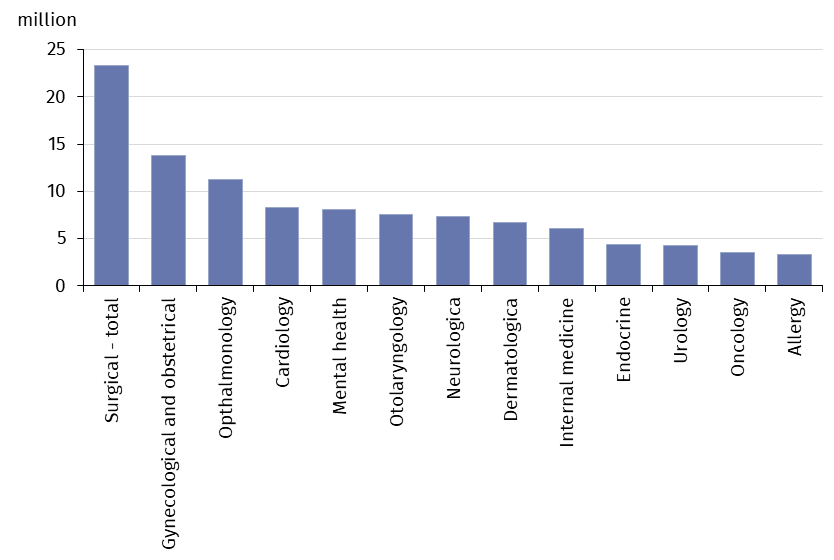 million
25
20
15
10
5
0
Surgical - total
Gynecological and obstetrical
Opthalmonology
Cardiology
Mental health
Otolaryngology
Neurologica
Dermatologica
Internal medicine
Endocrine
Urology
Oncology
Allergy